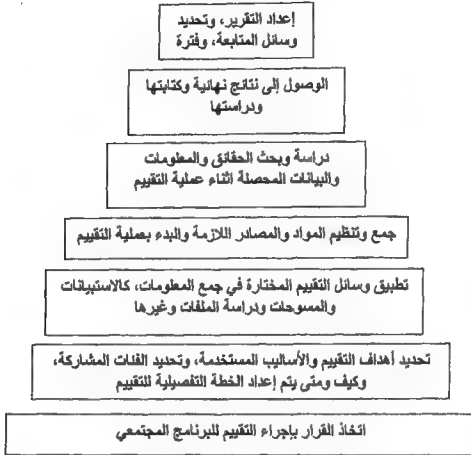 إعداد التقرير، وتحديد
وسائل المتابعة، وفترة
الوصول إلى نتائج نهائية وكتابتها
ودراستها
دراسة وبحث الحقائق والمعلومات
والبيانات المحصلة أثناء عملية التقييم
جمع وتنظيم المواد والمصادر اللازمة والبدء بعملية التقييم
تطبيق وسائل التقييم المختارة في جمع المعلومات، كالاستبيانات
والمسوحات ودراسة الملفات وغيرها
تحديد أهداف التقييم والأساليب المستخدمة، وتحديد الفئات المشاركة،
وكيف ومتى يتم إعداد الخطة التفصيلية للتقييم
اتخاذ القرار بإجراء التقييم للبرنامج المجتمعي